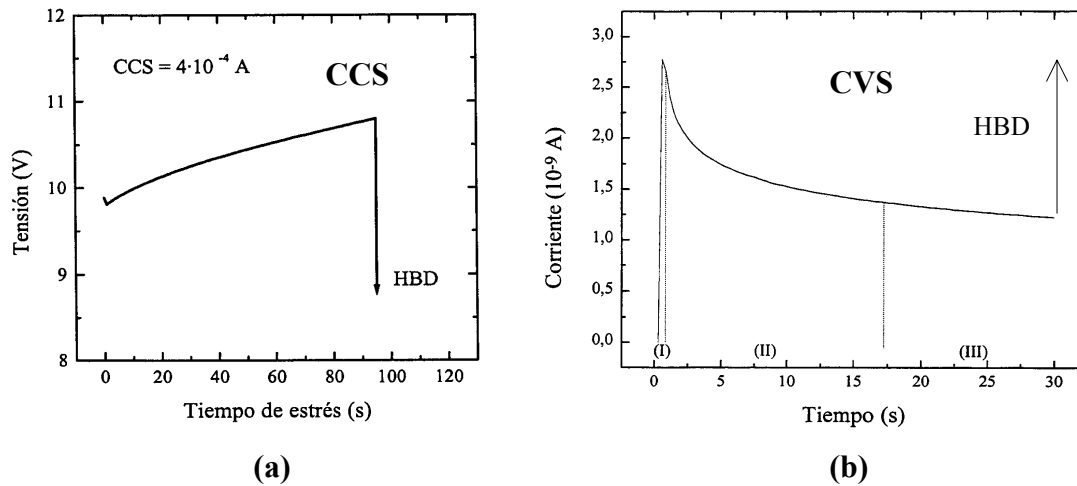 12
11
10
9
8
CCS = 4·10⁻⁴ A
CCS
HBD
Tensión (V)
0 20 40 60 80 100 120
Tiempo de estrés (s)
(a)
3,0
2,5
2,0
1,5
1,0
0,5
0,0
CVS
HBD
Corriente (10⁻⁹ A)
(I) (II) (III)
0 5 10 15 20 25 30
Tiempo (s)
(b)